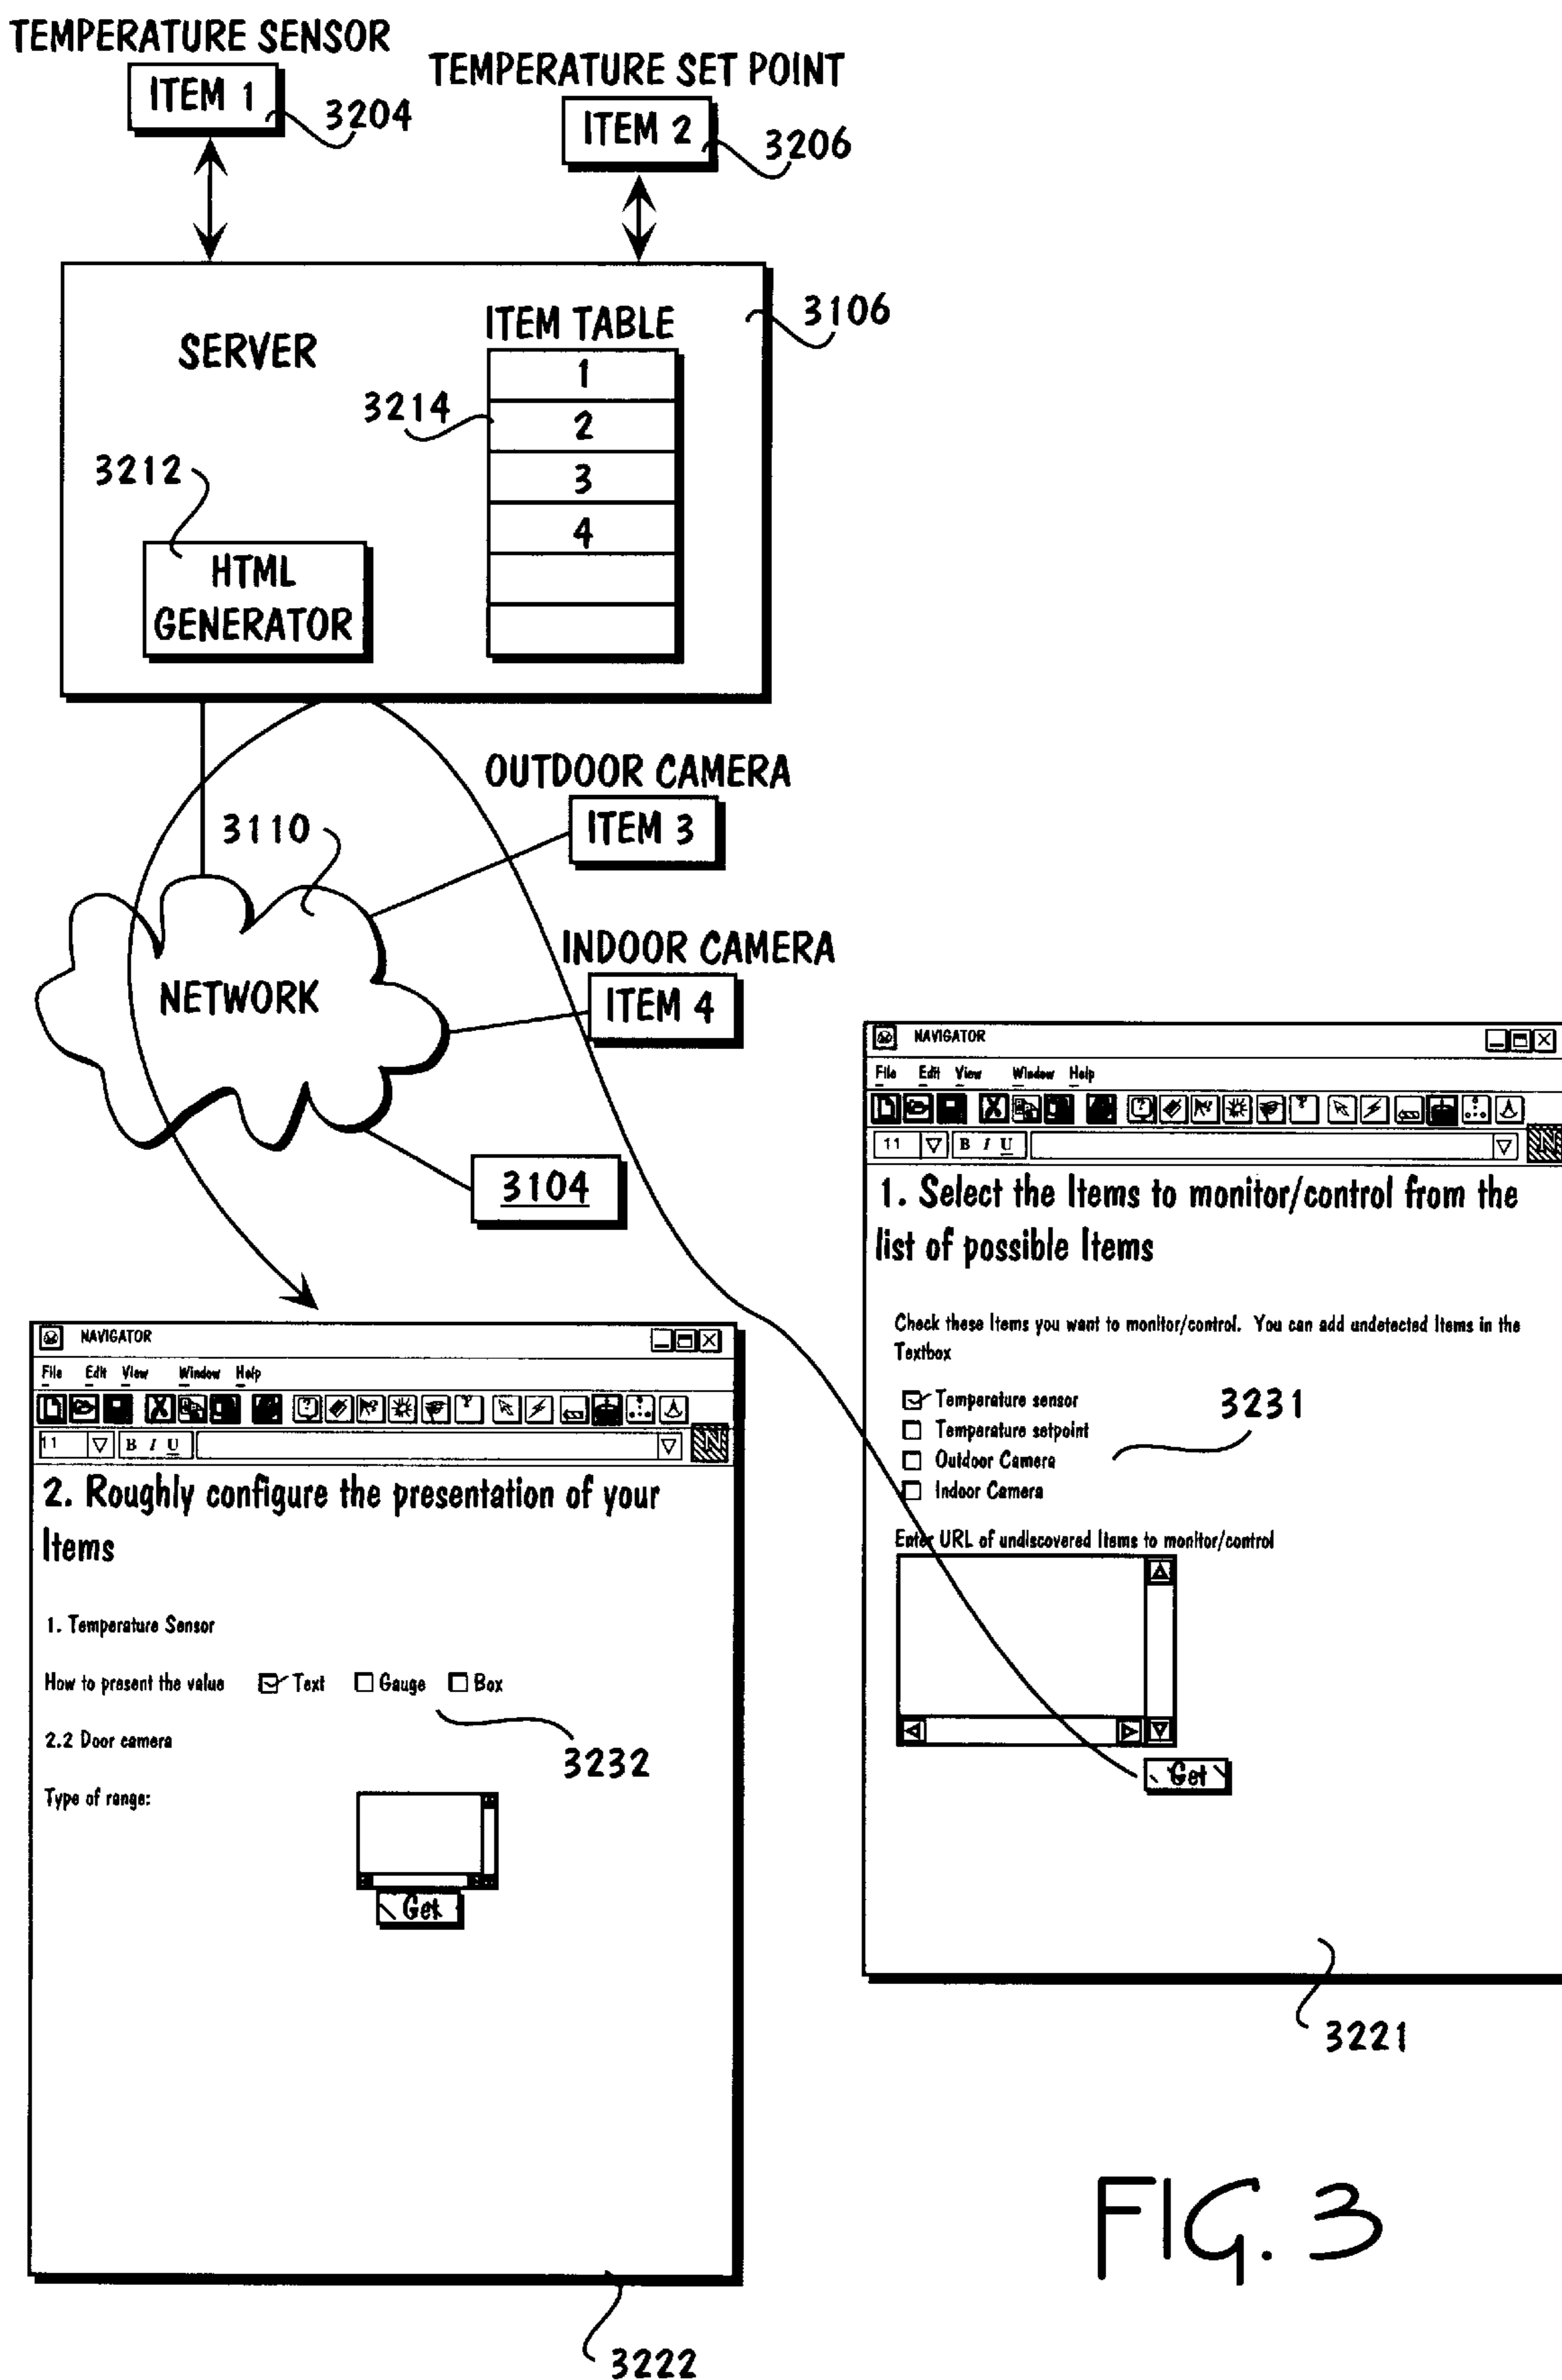 TEMPERATURE SENSOR
ITEM 1
3204
TEMPERATURE SET POINT
ITEM 2
3206
SERVER
ITEM TABLE
3106
1
3214
2
3212
3
4
HTML
GENERATOR
OUTDOOR CAMERA
ITEM 3
3110
INDOOR CAMERA
ITEM 4
NETWORK
3104
NAVIGATOR
File Edit View Window Help
11 B I U N
1. Select the Items to monitor/control from the
list of possible Items
Check these Items you want to monitor/control. You can add undetected Items in the
Textbox
Temperature sensor
3231
Temperature setpoint
Outdoor Camera
Indoor Camera
Enter URL of undiscovered Items to monitor/control
Get
3221
NAVIGATOR
File Edit View Window Help
11 B I U N
2. Roughly configure the presentation of your
Items
1. Temperature Sensor
How to present the value Text Gauge Box
3232
2.2 Door camera
Type of range:
Get
3222
FIG. 3